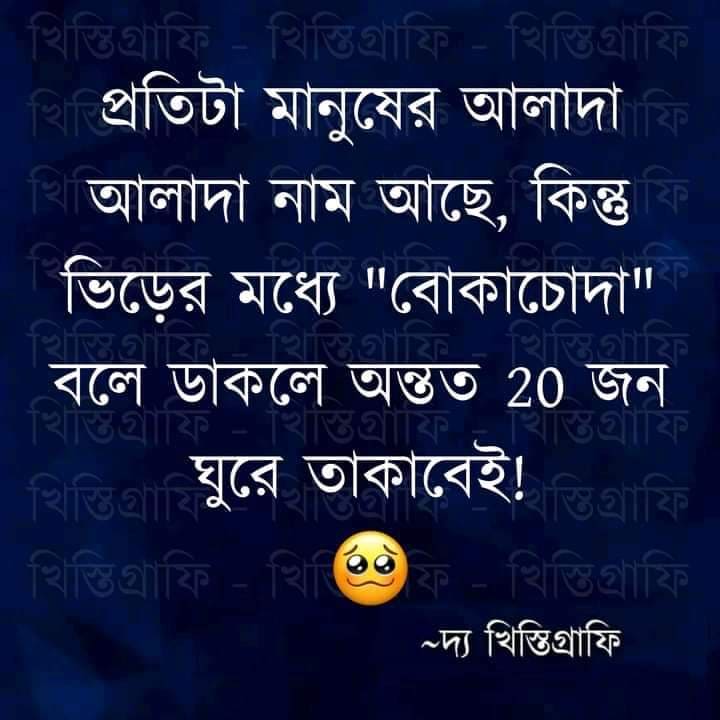 খিস্তিগ্রাফি - খিস্তিগ্রাফি - খিস্তিগ্রাফি
প্রতিটা মানুষের আলাদা
আলাদা নাম আছে, কিন্তু
ভিড়ের মধ্যে "বোকাচোদা"
বলে ডাকলে অন্তত 20 জন
ঘুরে তাকাবেই!
খিস্তিগ্রাফি - খিস্তিগ্রাফি - খিস্তিগ্রাফি
~দ্য খিস্তিগ্রাফি